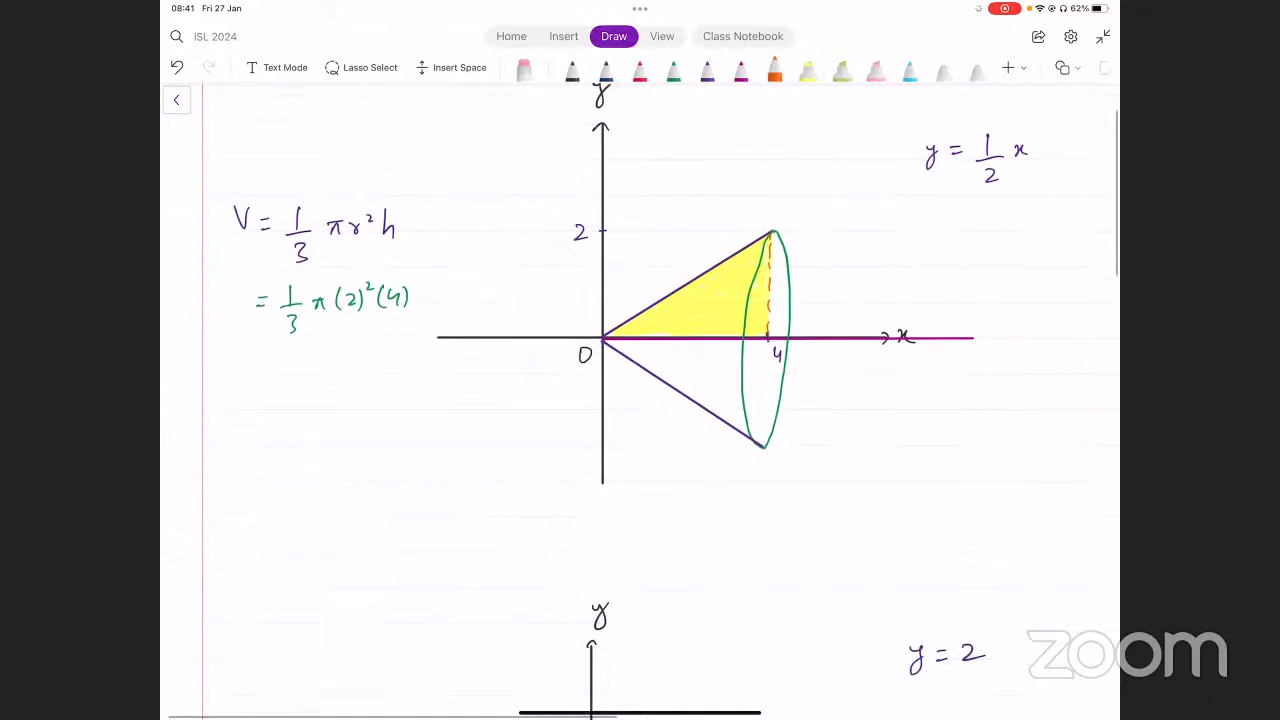 08:41 Fri 27 Jan
62%
ISL 2024
Home Insert Draw View Class Notebook
Text Mode Lasso Select Insert Space
y
y = 1/2 x
V = 1/3 πr²h
2
= 1/3 π(2)²(4)
x
0
4
y
y = 2
zoom